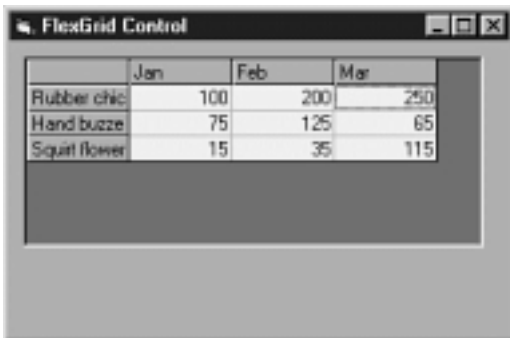 FlexGrid Control
Jan Feb Mar
Rubber chic 100 200 250
Hand buzze 75 125 65
Squirt flower 15 35 115